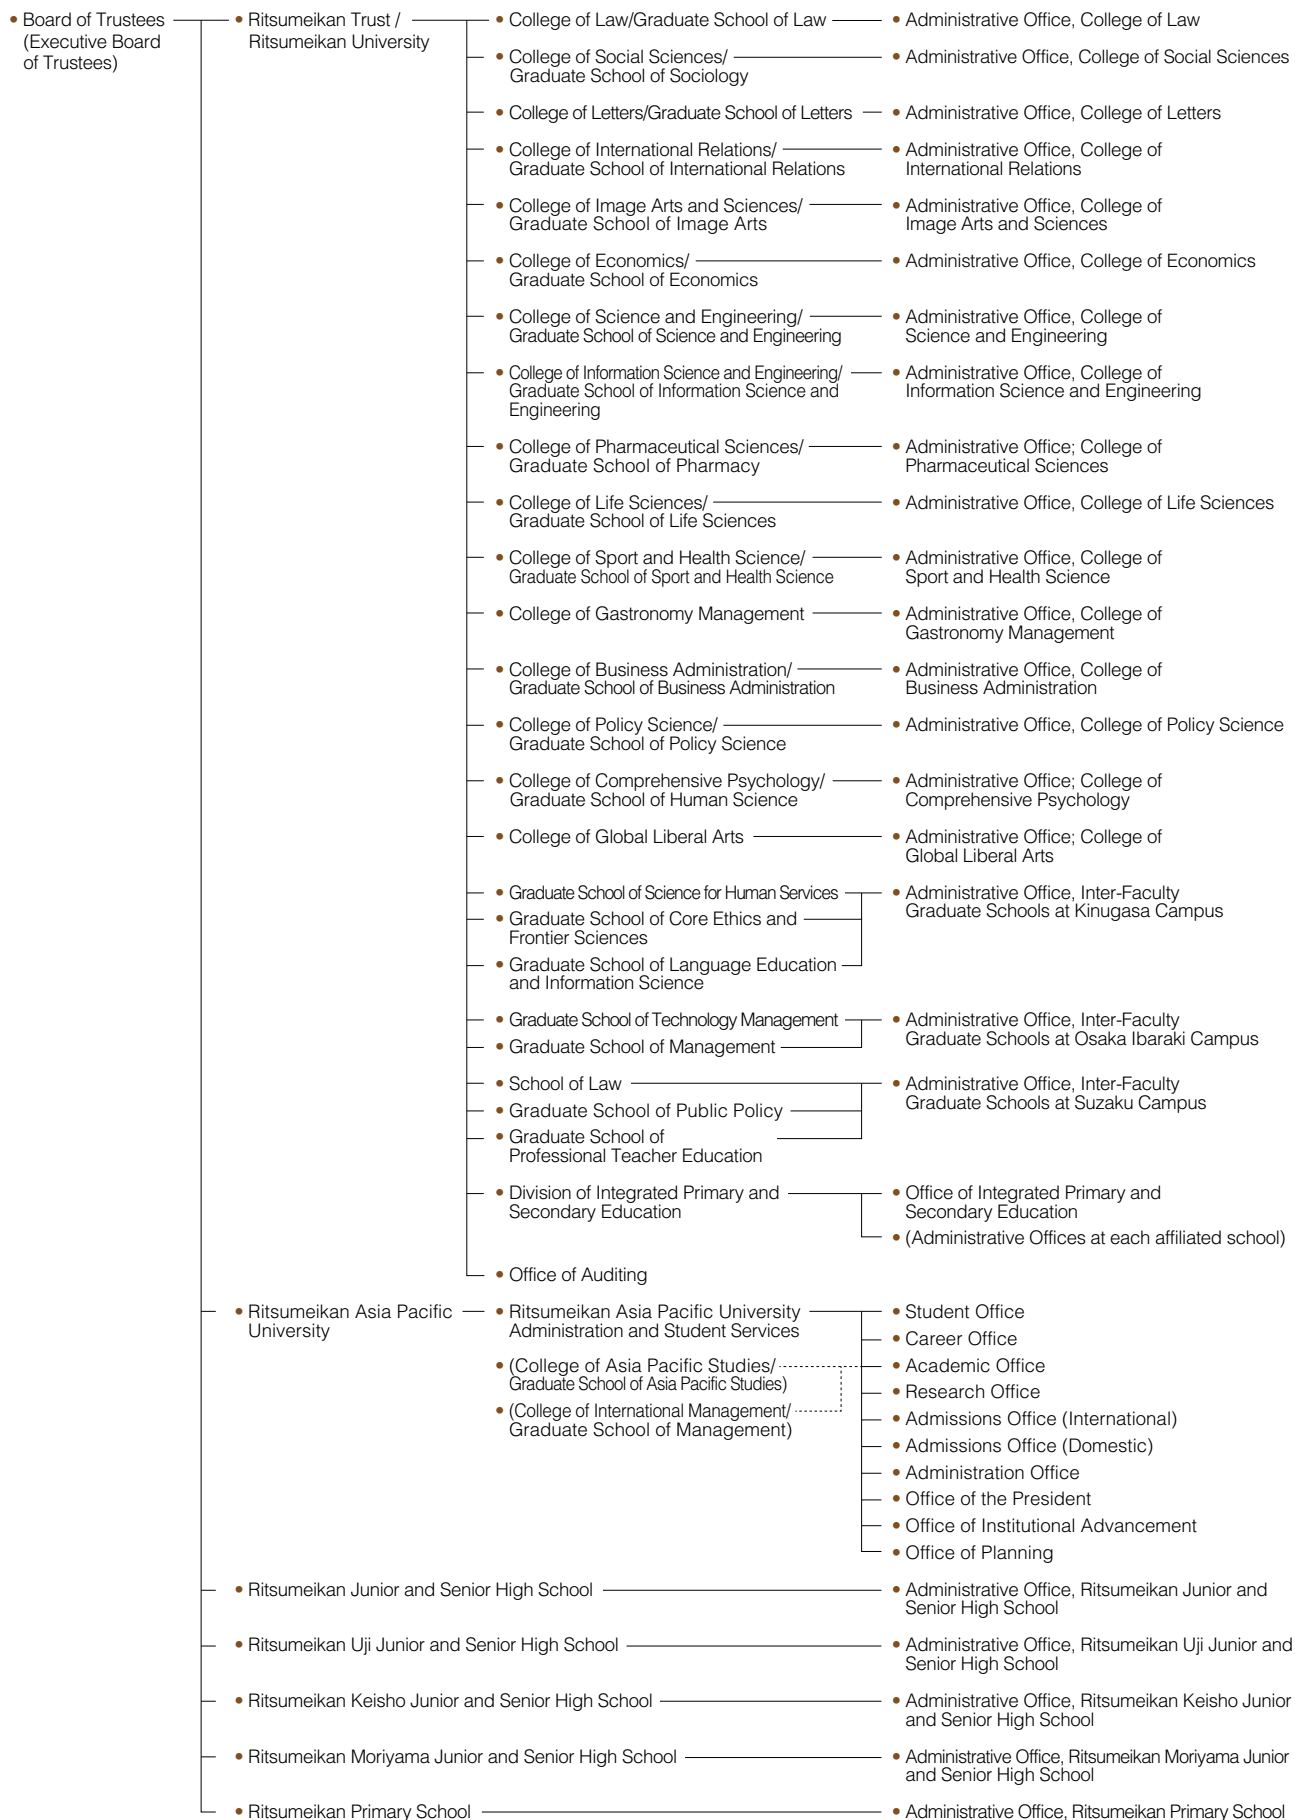 • Board of Trustees
(Executive Board
of Trustees)
• Ritsumeikan Trust /
Ritsumeikan University
• College of Law/Graduate School of Law
• Administrative Office, College of Law
• College of Social Sciences/
Graduate School of Sociology
• Administrative Office, College of Social Sciences
• College of Letters/Graduate School of Letters
• Administrative Office, College of Letters
• College of International Relations/
Graduate School of International Relations
• Administrative Office, College of
International Relations
• College of Image Arts and Sciences/
Graduate School of Image Arts
• Administrative Office, College of
Image Arts and Sciences
• College of Economics/
Graduate School of Economics
• Administrative Office, College of Economics
• College of Science and Engineering/
Graduate School of Science and Engineering
• Administrative Office, College of
Science and Engineering
• College of Information Science and Engineering/
Graduate School of Information Science and
Engineering
• Administrative Office, College of
Information Science and Engineering
• College of Pharmaceutical Sciences/
Graduate School of Pharmacy
• Administrative Office; College of
Pharmaceutical Sciences
• College of Life Sciences/
Graduate School of Life Sciences
• Administrative Office, College of Life Sciences
• College of Sport and Health Science/
Graduate School of Sport and Health Science
• Administrative Office, College of
Sport and Health Science
• College of Gastronomy Management
• Administrative Office, College of
Gastronomy Management
• College of Business Administration/
Graduate School of Business Administration
• Administrative Office, College of
Business Administration
• College of Policy Science/
Graduate School of Policy Science
• Administrative Office, College of Policy Science
• College of Comprehensive Psychology/
Graduate School of Human Science
• Administrative Office; College of
Comprehensive Psychology
• College of Global Liberal Arts
• Administrative Office; College of
Global Liberal Arts
• Graduate School of Science for Human Services
• Graduate School of Core Ethics and
Frontier Sciences
• Graduate School of Language Education
and Information Science
• Administrative Office, Inter-Faculty
Graduate Schools at Kinugasa Campus
• Graduate School of Technology Management
• Graduate School of Management
• Administrative Office, Inter-Faculty
Graduate Schools at Osaka Ibaraki Campus
• School of Law
• Graduate School of Public Policy
• Graduate School of
Professional Teacher Education
• Administrative Office, Inter-Faculty
Graduate Schools at Suzaku Campus
• Division of Integrated Primary and
Secondary Education
• Office of Integrated Primary and
Secondary Education
• (Administrative Offices at each affiliated school)
• Office of Auditing
• Ritsumeikan Asia Pacific
University
• Ritsumeikan Asia Pacific University
Administration and Student Services
• (College of Asia Pacific Studies/
Graduate School of Asia Pacific Studies)
• (College of International Management/
Graduate School of Management)
• Student Office
• Career Office
• Academic Office
• Research Office
• Admissions Office (International)
• Admissions Office (Domestic)
• Administration Office
• Office of the President
• Office of Institutional Advancement
• Office of Planning
• Ritsumeikan Junior and Senior High School
• Administrative Office, Ritsumeikan Junior and
Senior High School
• Ritsumeikan Uji Junior and Senior High School
• Administrative Office, Ritsumeikan Uji Junior and
Senior High School
• Ritsumeikan Keisho Junior and Senior High School
• Administrative Office, Ritsumeikan Keisho Junior
and Senior High School
• Ritsumeikan Moriyama Junior and Senior High School
• Administrative Office, Ritsumeikan Moriyama Junior
and Senior High School
• Ritsumeikan Primary School
• Administrative Office, Ritsumeikan Primary School